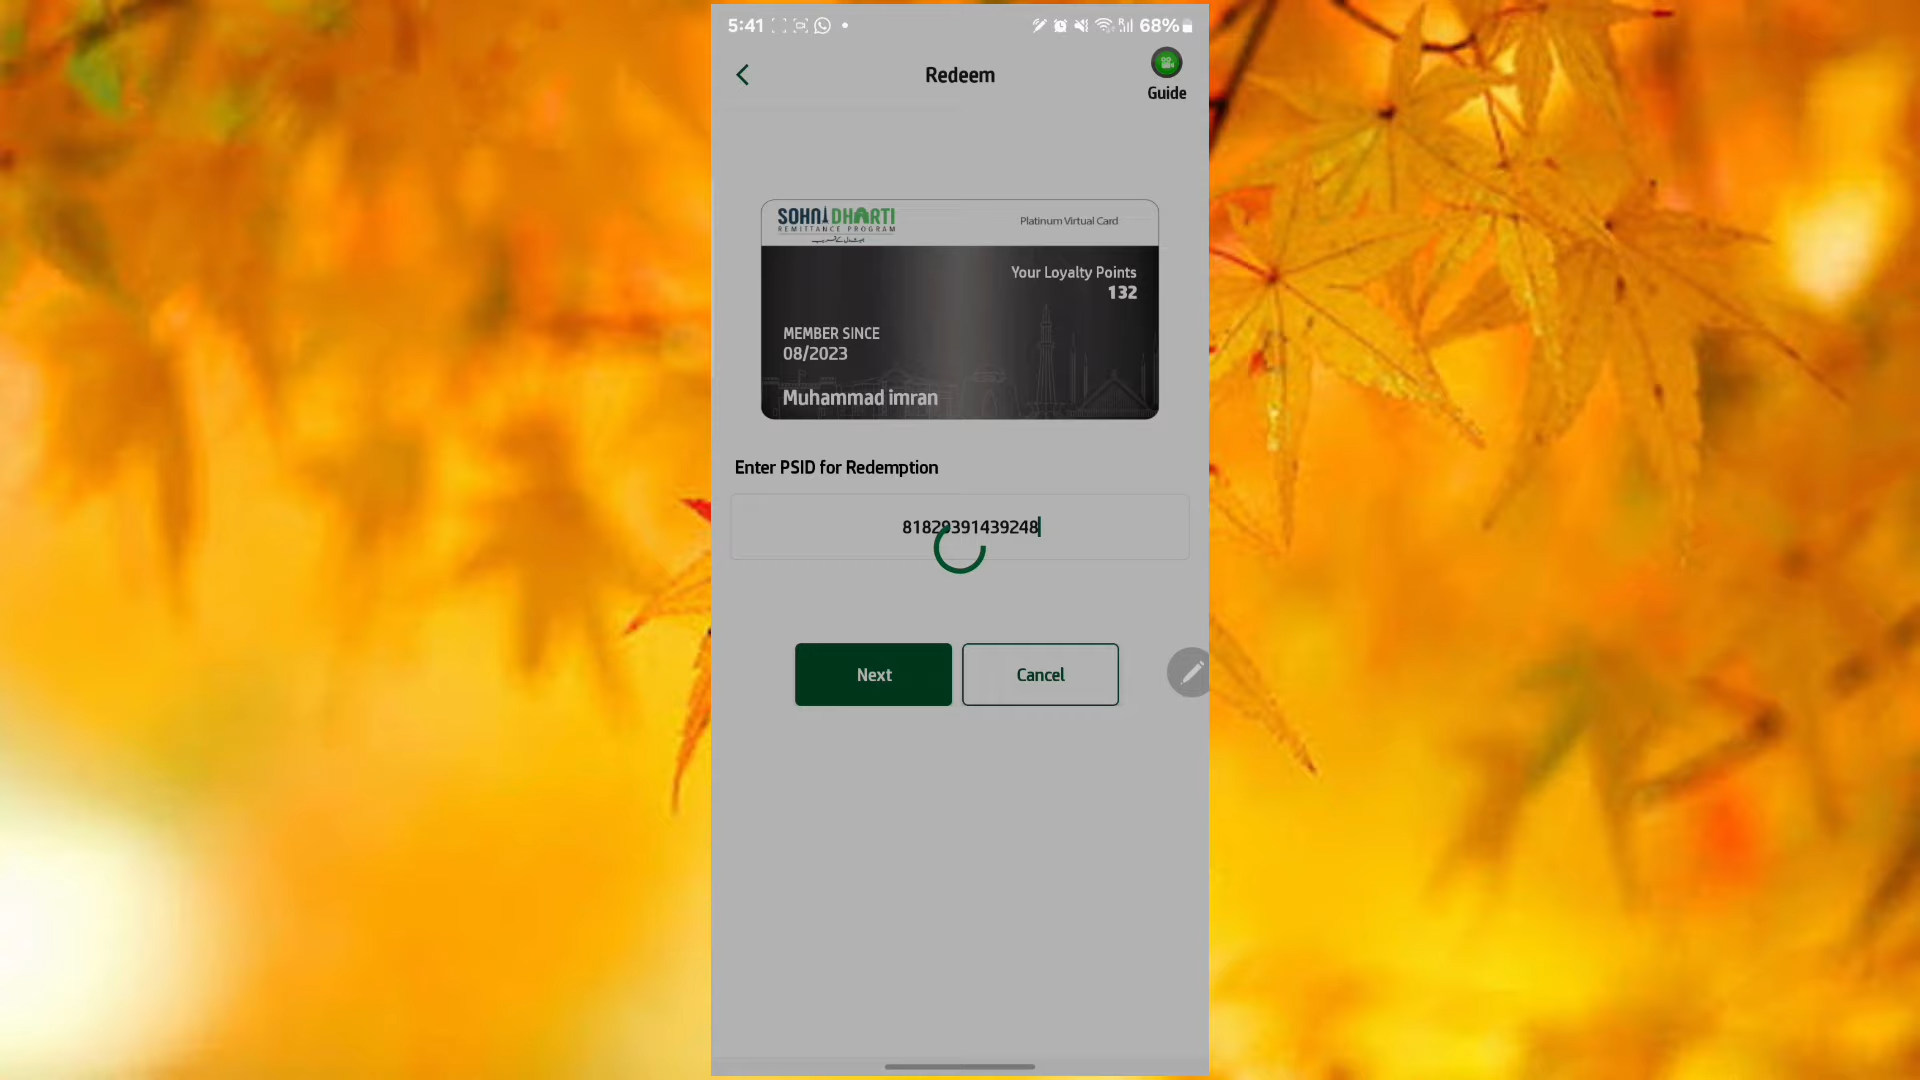 5:41
68%
Redeem
Guide
SOHNI DHARTI
REMITTANCE PROGRAM
Platinum Virtual Card
Your Loyalty Points
132
MEMBER SINCE
08/2023
Muhammad imran
Enter PSID for Redemption
81829391439248
Next
Cancel